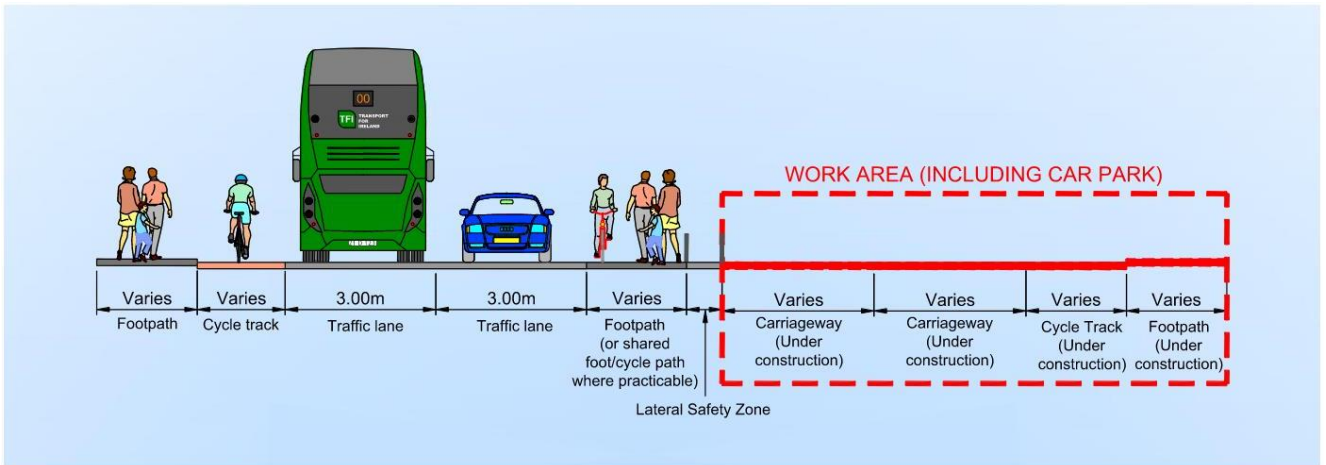 00
TFI
TRANSPORT
FOR
IRELAND
WORK AREA (INCLUDING CAR PARK)
Varies
Footpath
Varies
Cycle track
3.00m
Traffic lane
3.00m
Traffic lane
Varies
Footpath
(or shared
foot/cycle path
where practicable)
Lateral Safety Zone
Varies
Carriageway
(Under
construction)
Varies
Carriageway
(Under
construction)
Varies
Cycle Track
(Under
construction)
Varies
Footpath
(Under
construction)